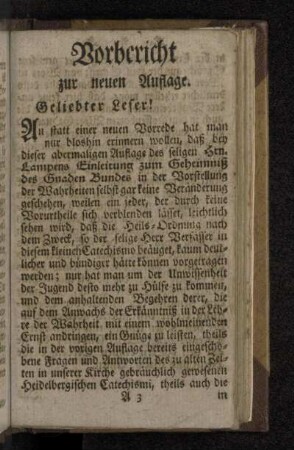 Vorbericht
zur neuen Auflage.
Geliebter Leser!
An statt einer neuen Vorrede hat man
nur bloshin erinnern wollen, daß bey
dieser abermaligen Auflage des seligen Hrn.
Lampens Einleitung zum Geheimniß
des Gnaden Bundes in der Vorstellung
der Wahrheiten selbst gar keine Veränderung
geschehen, weilen ein jeder, der durch keine
Vorurtheile sich verblenden lässet, leichtlich
sehen wird, daß die Heils-Ordnung nach
dem Zweck, so der selige Herr Verfasser in
diesem kleinen Catechismo heäuget, kaum deut-
licher und bündiger hätte können vorgetragen
werden; nur hat man um der Unwissenheit
der Jugend desto mehr zu Hülfe zu kommen,
und dem anhaltenden Begehren derer, die
auf dem Anwachs der Erkänntniß in der Leh-
re der Wahrheit mit einem wohlmeinenden
Ernst andringen, ein Gnüge zu leisten, theils
die in der vorigen Auflage bereits eingescho-
bene Fragen und Antworten des zu alten Zei-
ten in unserer Kirche gebräuchlich gewesenen
Heidelbergischen Catechismi, theils auch die
A 3 in